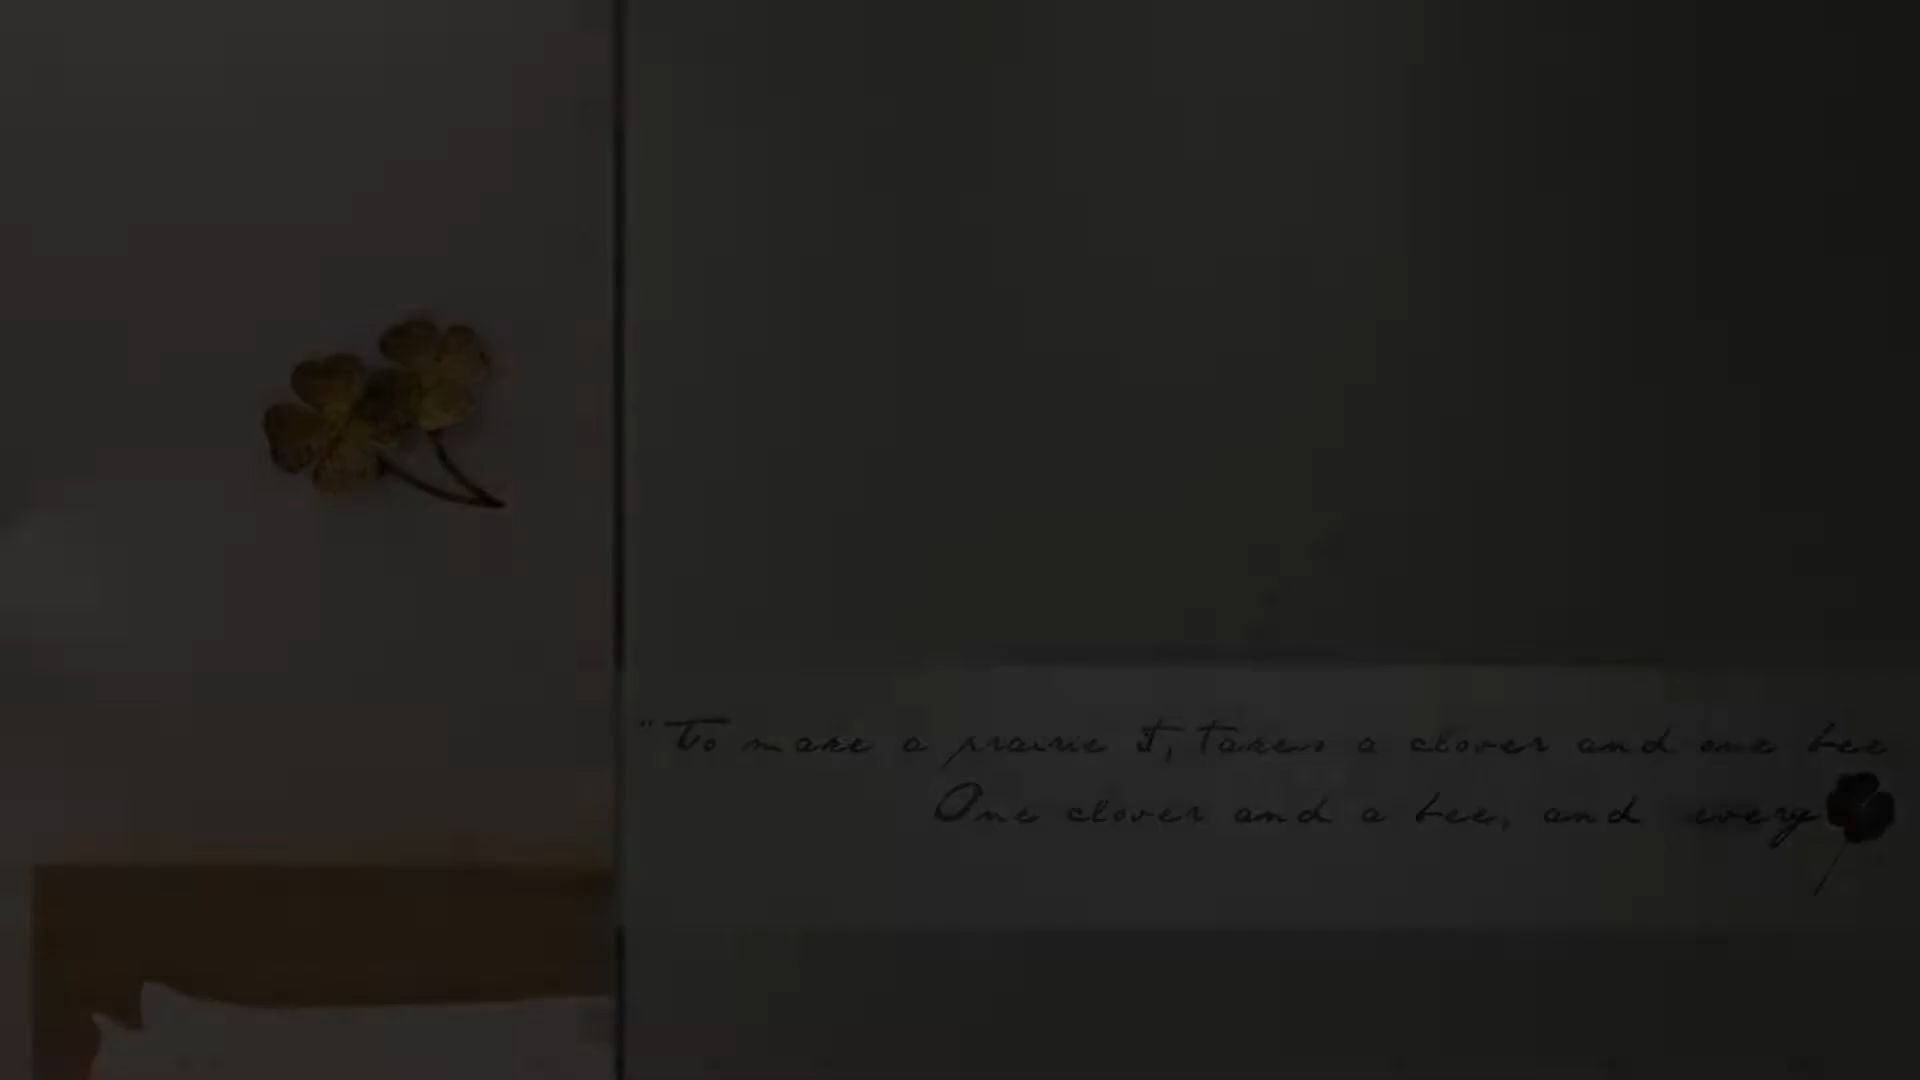 "To make a prairie it, takes a clover and one bee
One clover and a bee, and every